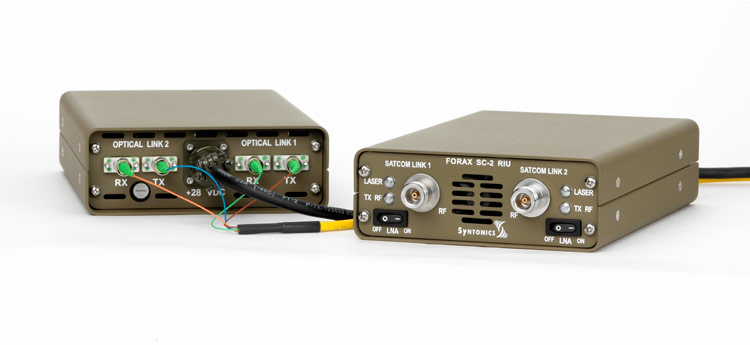 OPTICAL LINK 2
OPTICAL LINK 1
RX
TX
RX
TX
+28 VDC
FORAX SC-2 RIU
SATCOM LINK 1
SATCOM LINK 2
LASER
TX RF
RF
OFF LNA ON
SYNTONICS
LASER
TX RF
RF
OFF LNA ON